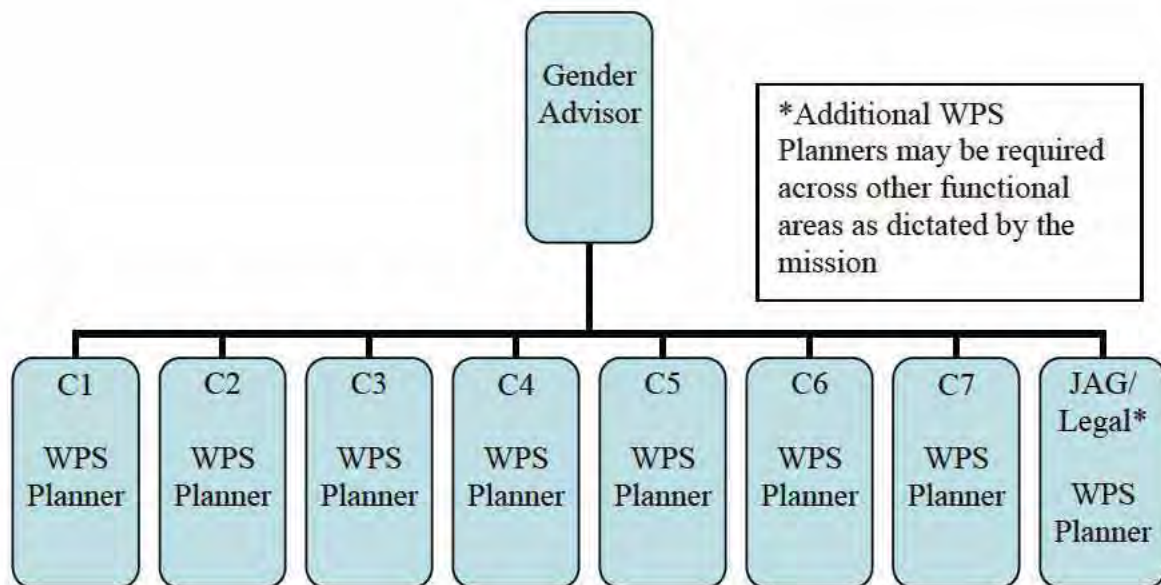 Gender
Advisor
*Additional WPS
Planners may be required
across other functional
areas as dictated by the
mission
C1
WPS
Planner
C2
WPS
Planner
C3
WPS
Planner
C4
WPS
Planner
C5
WPS
Planner
C6
WPS
Planner
C7
WPS
Planner
JAG/
Legal*
WPS
Planner